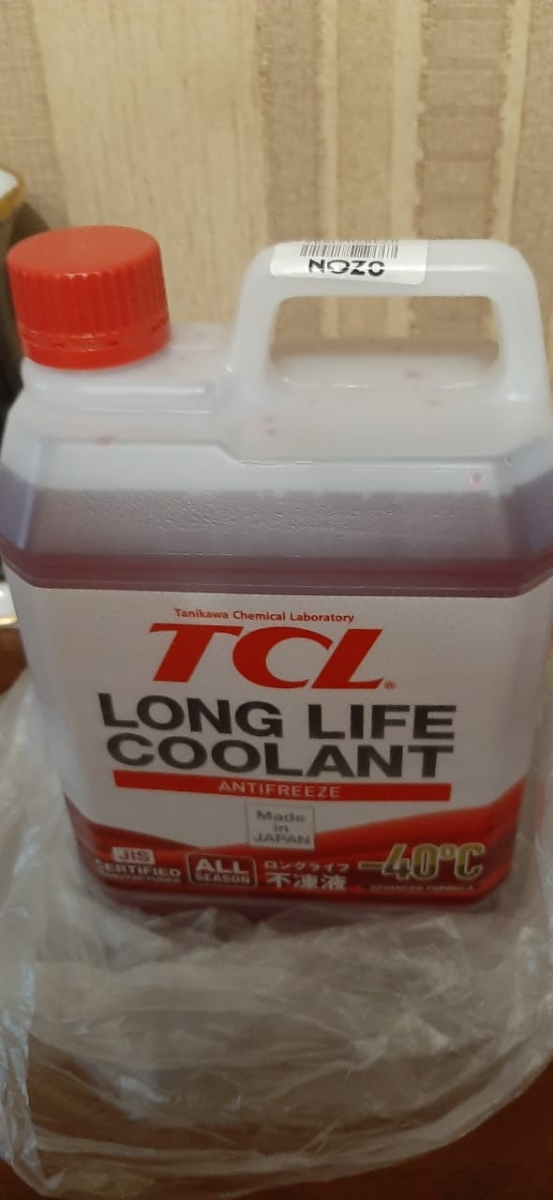 OZON
Tanikawa Chemical Laboratory
TCL®
LONG LIFE
COOLANT
ANTIFREEZE
Made
in
JAPAN
JIS
CERTIFIED
MANUFACTURER
ALL
SEASON
ロングライフ
不凍液
-40°C
ADVANCED FORMULA